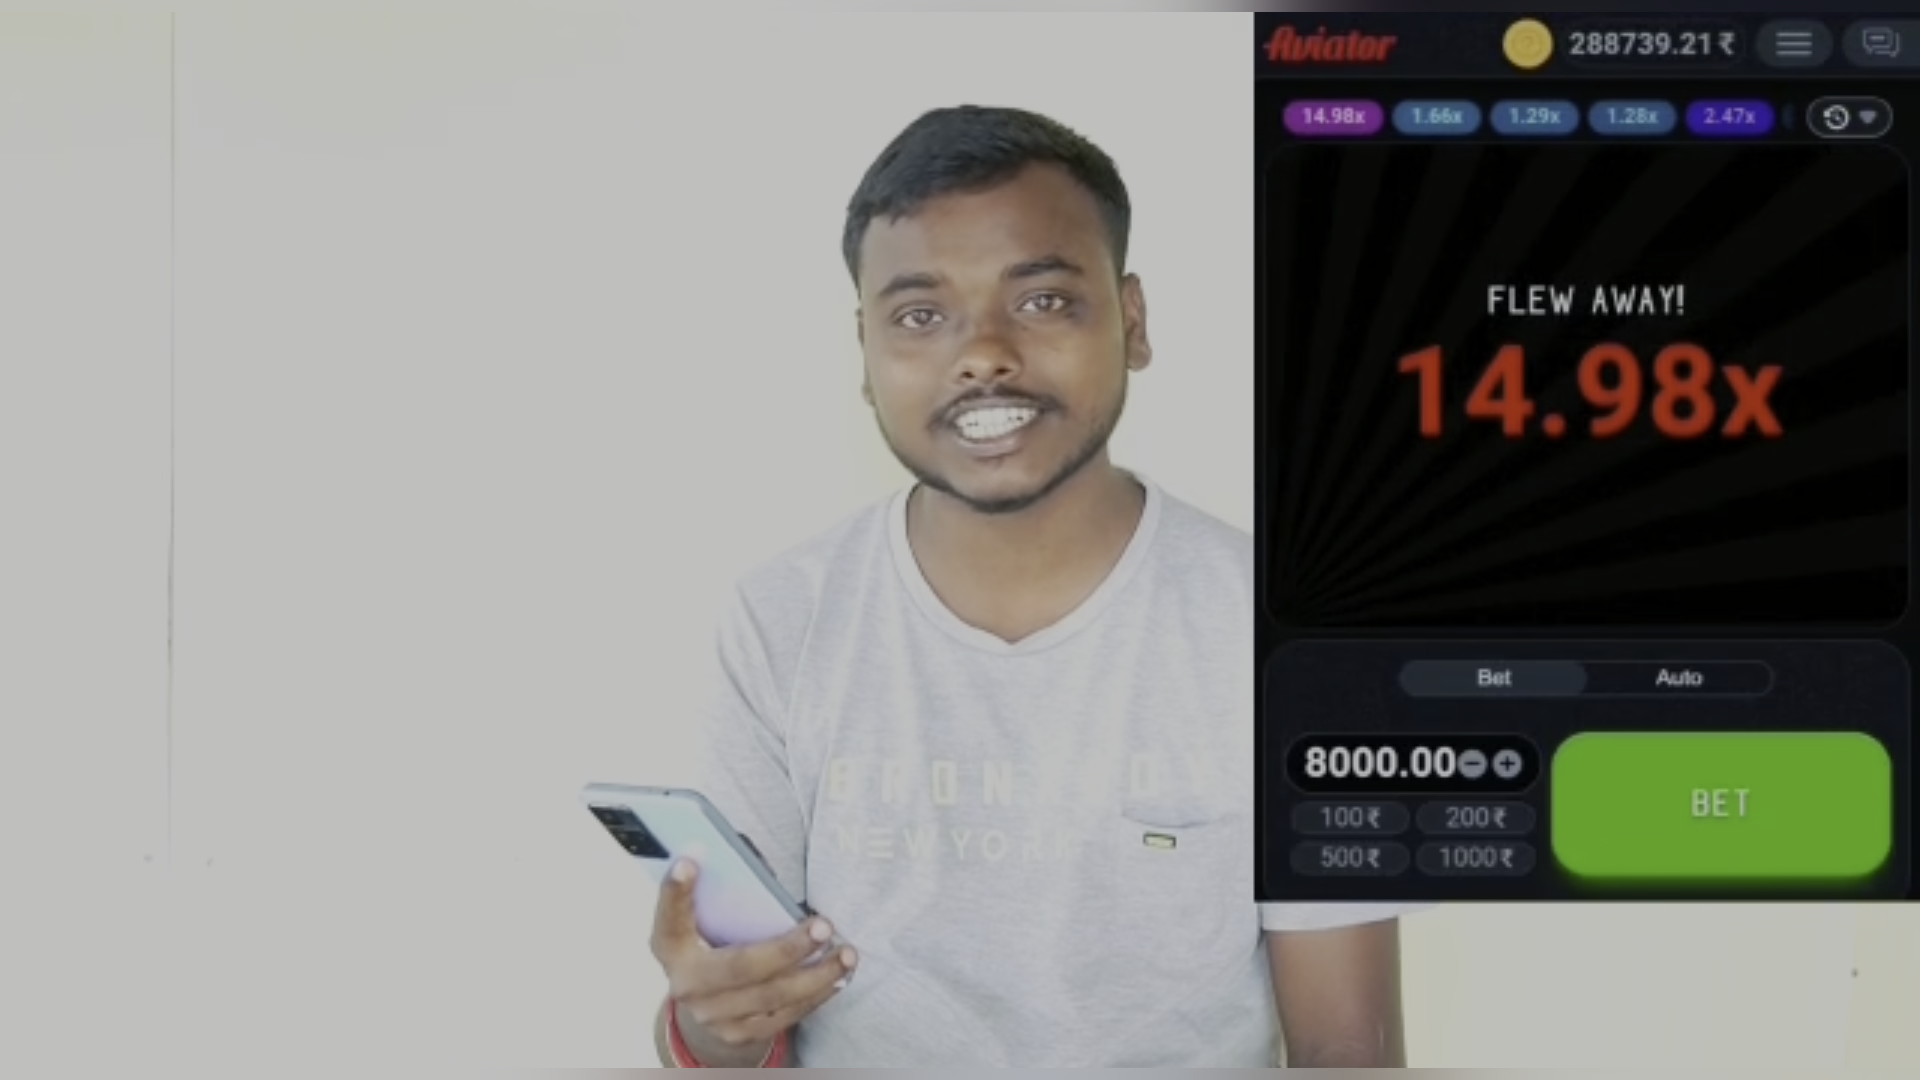 Aviator
288739.21 ₹
14.98x 1.66x 1.29x 1.28x 2.47x
FLEW AWAY!
14.98x
Bet Auto
8000.00
100₹ 200₹
500₹ 1000₹
BET
NEW YORK